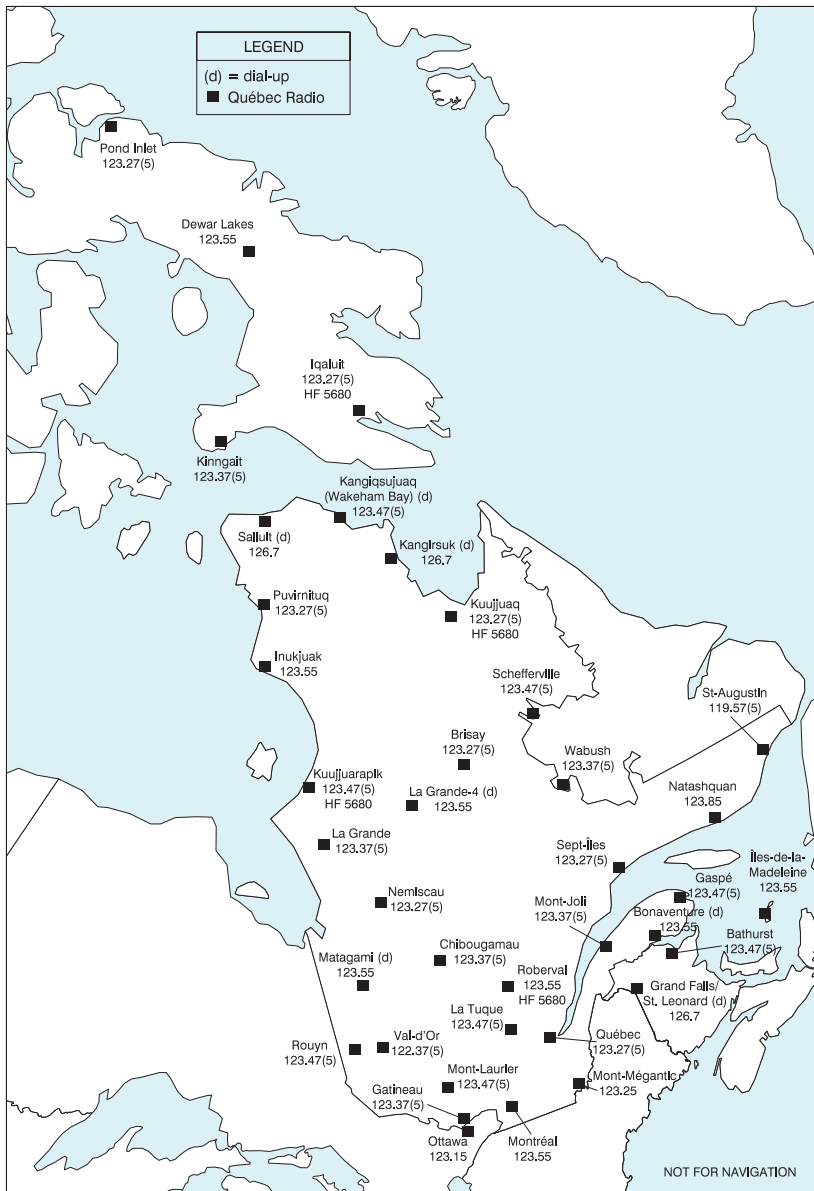 LEGEND
(d) = dial-up
Québec Radio
Pond Inlet
123.27(5)
Dewar Lakes
123.55
Iqaluit
123.27(5)
HF 5680
Kinngait
123.37(5)
Kangiqsujuaq
(Wakeham Bay) (d)
123.47(5)
Salluit (d)
126.7
Kangirsuk (d)
126.7
Puvirnituq
123.27(5)
Kuujjuaq
123.27(5)
HF 5680
Inukjuak
123.55
Schefferville
123.47(5)
St-Augustin
119.57(5)
Brisay
123.27(5)
Wabush
123.37(5)
Kuujjuarapik
123.47(5)
HF 5680
La Grande-4 (d)
123.55
Natashquan
123.85
La Grande
123.37(5)
Sept-Îles
123.27(5)
Îles-de-la-
Madeleine
123.55
Gaspé
123.47(5)
Nemiscau
123.27(5)
Mont-Joli
123.37(5)
Bonaventure (d)
123.55
Bathurst
123.47(5)
Chibougamau
123.37(5)
Matagami (d)
123.55
Roberval
123.55
HF 5680
Grand Falls/
St. Leonard (d)
126.7
La Tuque
123.47(5)
Québec
123.27(5)
Rouyn
123.47(5)
Val-d'Or
122.37(5)
Mont-Laurier
123.47(5)
Mont-Mégantic
123.25
Gatineau
123.37(5)
Ottawa
123.15
Montréal
123.55
NOT FOR NAVIGATION